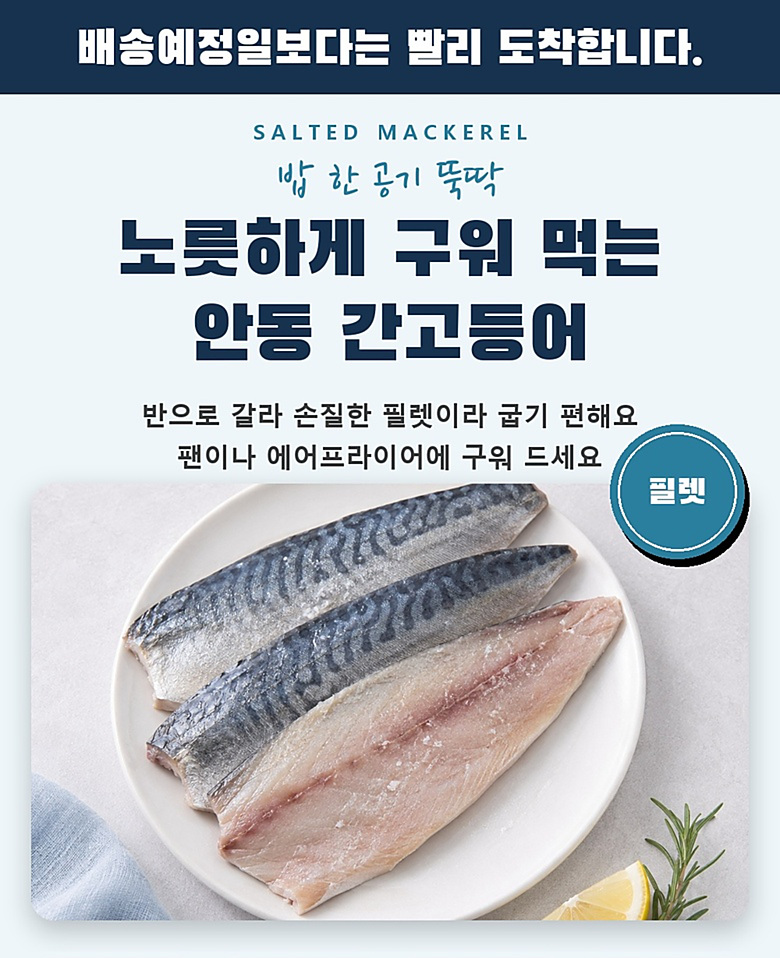 배송예정일보다는 빨리 도착합니다.
SALTED MACKEREL
밥 한 공기 뚝딱
노릇하게 구워 먹는
안동 간고등어
반으로 갈라 손질한 필렛이라 굽기 편해요
팬이나 에어프라이어에 구워 드세요
필렛